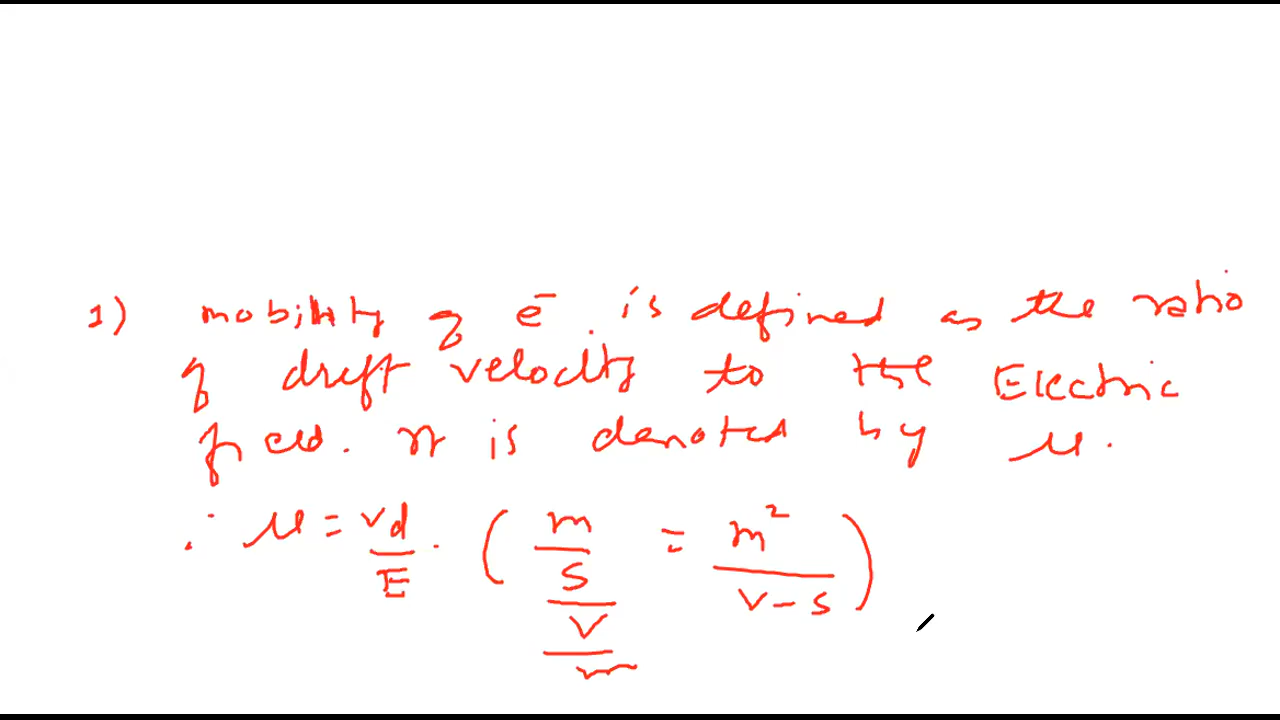 1) mobility of e⁻ is defined as the ratio
of drift velocity to the Electric
field. It is denoted by μ.
∴ μ = vd/E . ( m/s / V/m = m²/V-s )